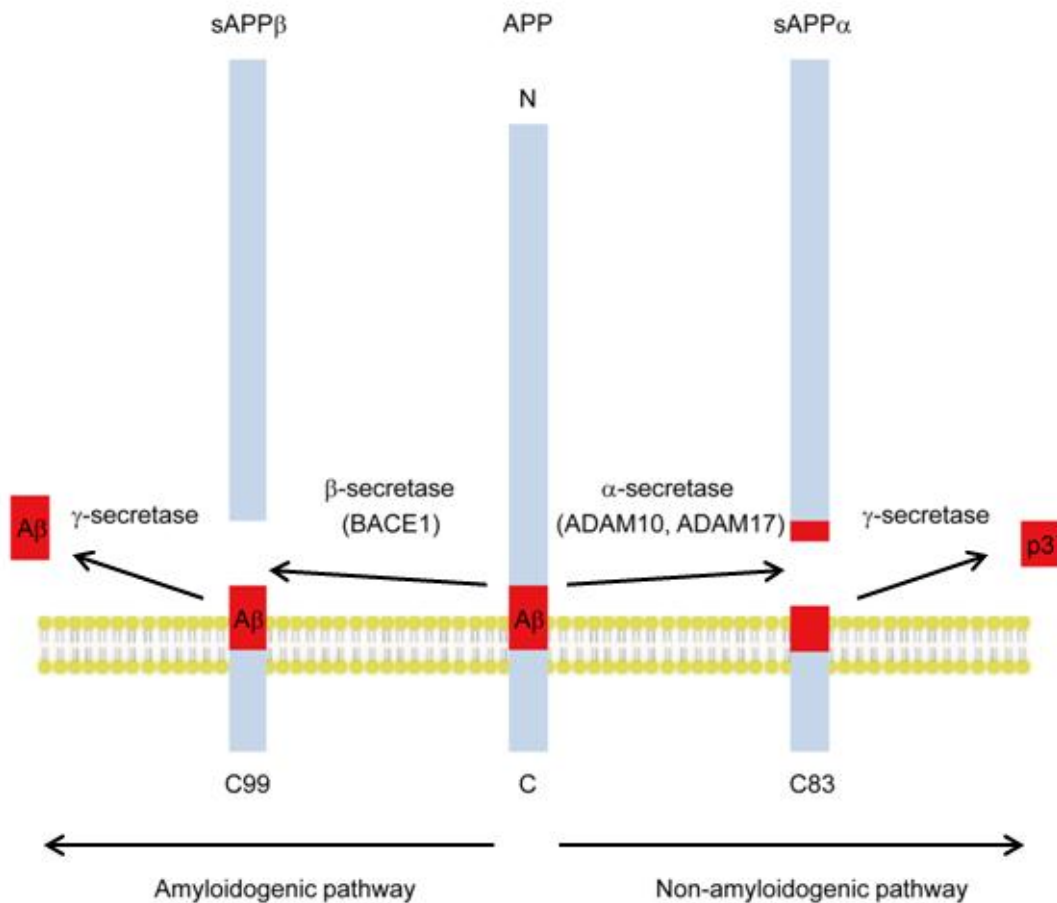 sAPPβ
APP
sAPPα
N
β-secretase
(BACE1)
α-secretase
(ADAM10, ADAM17)
Aβ
γ-secretase
γ-secretase
p3
Aβ
Aβ
C99
C
C83
Amyloidogenic pathway
Non-amyloidogenic pathway